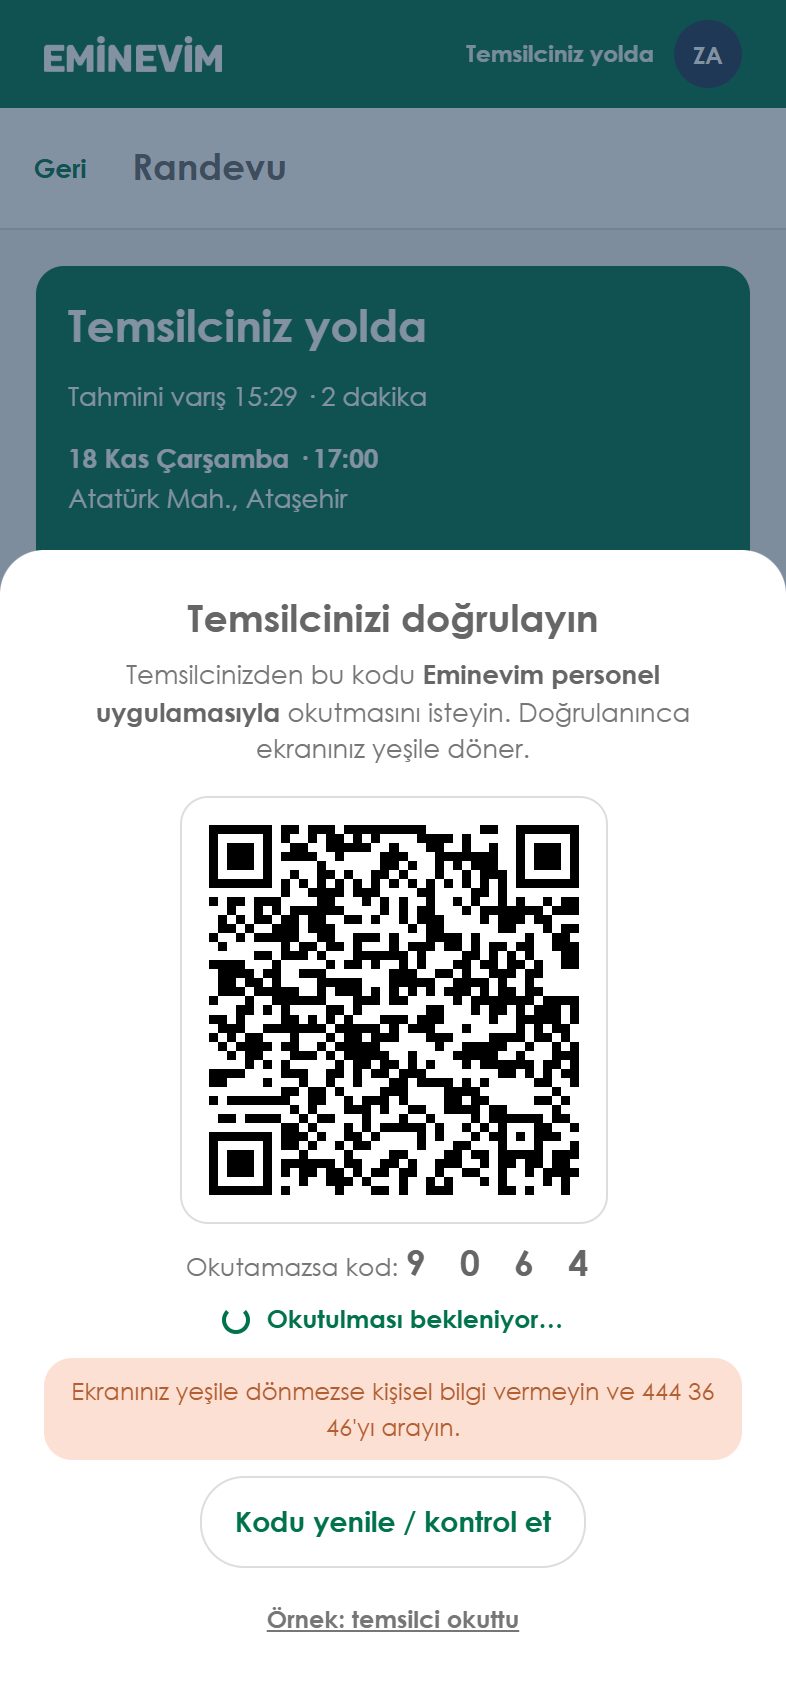 EMİNEVİM
Temsilciniz yolda
ZA
Geri
Randevu
Temsilciniz yolda
Tahmini varış 15:29 · 2 dakika
18 Kas Çarşamba · 17:00
Atatürk Mah., Ataşehir
Temsilcinizi doğrulayın
Temsilcinizden bu kodu Eminevim personel
uygulamasıyla okutmasını isteyin. Doğrulanınca
ekranınız yeşile döner.
Okutamazsa kod: 9 0 6 4
Okutulması bekleniyor...
Ekranınız yeşile dönmezse kişisel bilgi vermeyin ve 444 36
46'yı arayın.
Kodu yenile / kontrol et
Örnek: temsilci okuttu